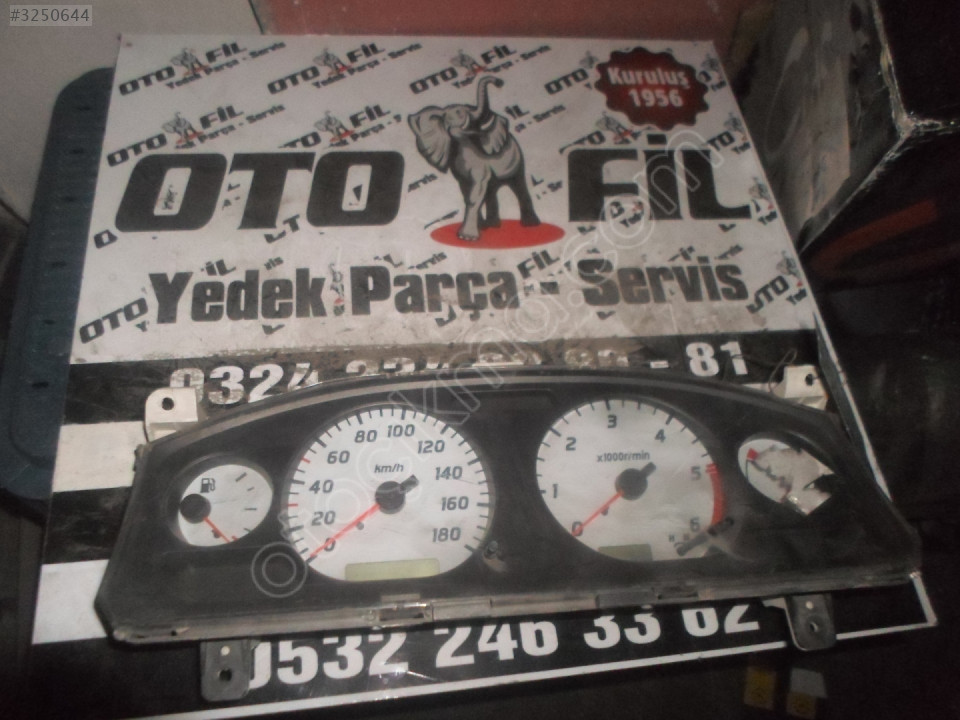 #3250644
OTO FİL
Yedek Parça - Servis
Kuruluş
1956
OTO FİL
Yedek Parça - Servis
0324 81
0 20 40 60 80 100 120 140 160 180
km/h
0 1 2 3 4 5 6
x1000r/min
0532 246 33 62